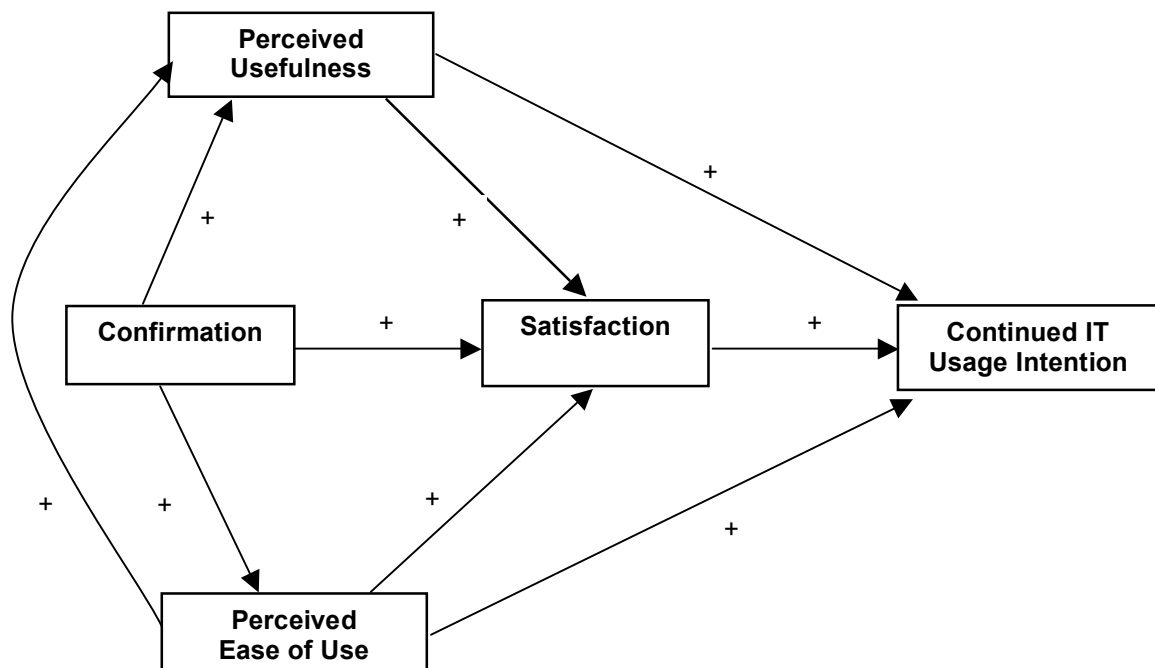 Perceived
Usefulness
+
+
+
Confirmation
+
Satisfaction
+
Continued IT
Usage Intention
+
+
+
+
Perceived
Ease of Use